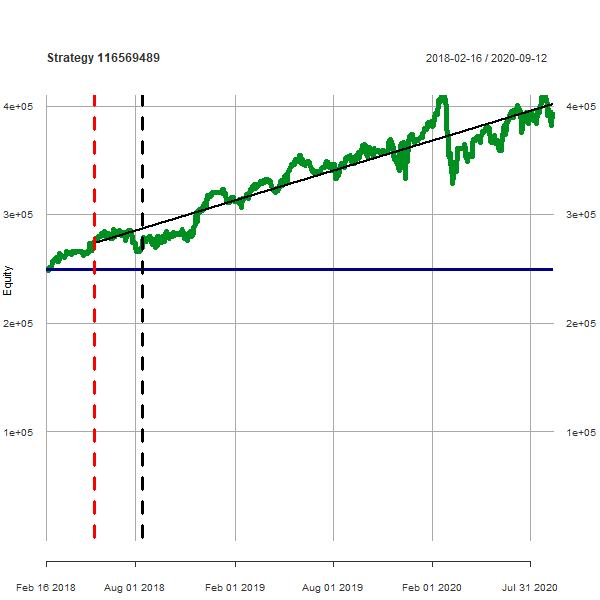 Strategy 116569489
2018-02-16 / 2020-09-12
4e+05
4e+05
3e+05
3e+05
Equity
2e+05
2e+05
1e+05
1e+05
Feb 16 2018
Aug 01 2018
Feb 01 2019
Aug 01 2019
Feb 01 2020
Jul 31 2020